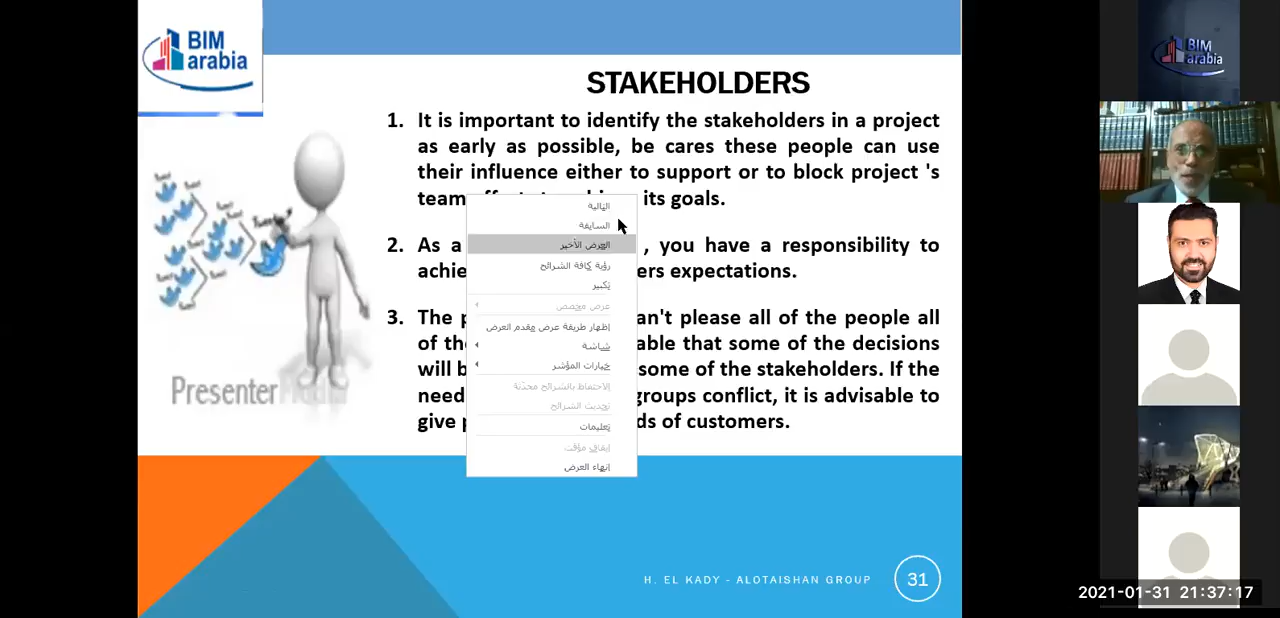 BIM
arabia
STAKEHOLDERS
1. It is important to identify the stakeholders in a project
as early as possible, be cares these people can use
their influence either to support or to block project 's
team its goals.
2. As a , you have a responsibility to
achie ers expectations.
3. The p an't please all of the people all
of the able that some of the decisions
will b some of the stakeholders. If the
need groups conflict, it is advisable to
give p ds of customers.
التالية
السابقة
العرض الأخير
رؤية كافة الشرائح
تكبير
عرض مخصص
إظهار طريقة عرض مقدم العرض
شاشة
خيارات المؤشر
الاحتفاظ بالشرائح محدّثة
تحديث الشرائح
تعليمات
إيقاف مؤقت
إنهاء العرض
PresenterMedia
H. EL KADY - ALOTAISHAN GROUP
31
BIM
arabia
2021-01-31 21:37:17